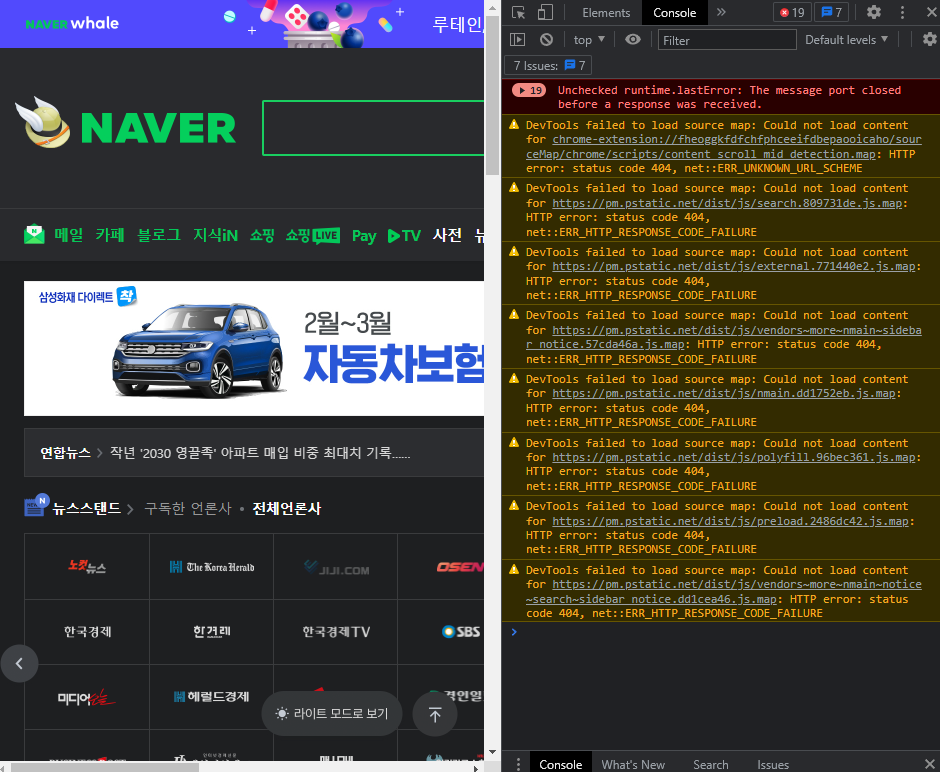 NAVER whale
루테인
NAVER
메일 카페 블로그 지식iN 쇼핑 쇼핑LIVE Pay TV 사전 뉴
삼성화재 다이렉트 착
2월~3월
자동차보험
연합뉴스 > 작년 '2030 영끌족' 아파트 매입 비중 최대치 기록......
NEWS N 뉴스스탠드 > 구독한 언론사 • 전체언론사
노컷뉴스 The Korea Herald JIJI.COM OSEN
한국경제 한겨레 한국경제TV SBS
미디어오늘 헤럴드경제
라이트 모드로 보기
Elements Console » 19 7
top Filter Default levels
7 Issues: 7
19 Unchecked runtime.lastError: The message port closed
before a response was received.
DevTools failed to load source map: Could not load content
for chrome-extension://fheoggkfdfchfphceeifdbepaooicaho/sour
ceMap/chrome/scripts/content_scroll_mid_detection.map: HTTP
error: status code 404, net::ERR_UNKNOWN_URL_SCHEME
DevTools failed to load source map: Could not load content
for https://pm.pstatic.net/dist/js/search.809731de.js.map:
HTTP error: status code 404,
net::ERR_HTTP_RESPONSE_CODE_FAILURE
DevTools failed to load source map: Could not load content
for https://pm.pstatic.net/dist/js/external.771440e2.js.map:
HTTP error: status code 404,
net::ERR_HTTP_RESPONSE_CODE_FAILURE
DevTools failed to load source map: Could not load content
for https://pm.pstatic.net/dist/js/vendors~more~nmain~sideba
r_notice.57cda46a.js.map: HTTP error: status code 404,
net::ERR_HTTP_RESPONSE_CODE_FAILURE
DevTools failed to load source map: Could not load content
for https://pm.pstatic.net/dist/js/nmain.dd1752eb.js.map:
HTTP error: status code 404,
net::ERR_HTTP_RESPONSE_CODE_FAILURE
DevTools failed to load source map: Could not load content
for https://pm.pstatic.net/dist/js/polyfill.96bec361.js.map:
HTTP error: status code 404,
net::ERR_HTTP_RESPONSE_CODE_FAILURE
DevTools failed to load source map: Could not load content
for https://pm.pstatic.net/dist/js/preload.2486dc42.js.map:
HTTP error: status code 404,
net::ERR_HTTP_RESPONSE_CODE_FAILURE
DevTools failed to load source map: Could not load content
for https://pm.pstatic.net/dist/js/vendors~more~nmain~notice
~search~sidebar_notice.dd1cea46.js.map: HTTP error: status
code 404, net::ERR_HTTP_RESPONSE_CODE_FAILURE
Console What's New Search Issues